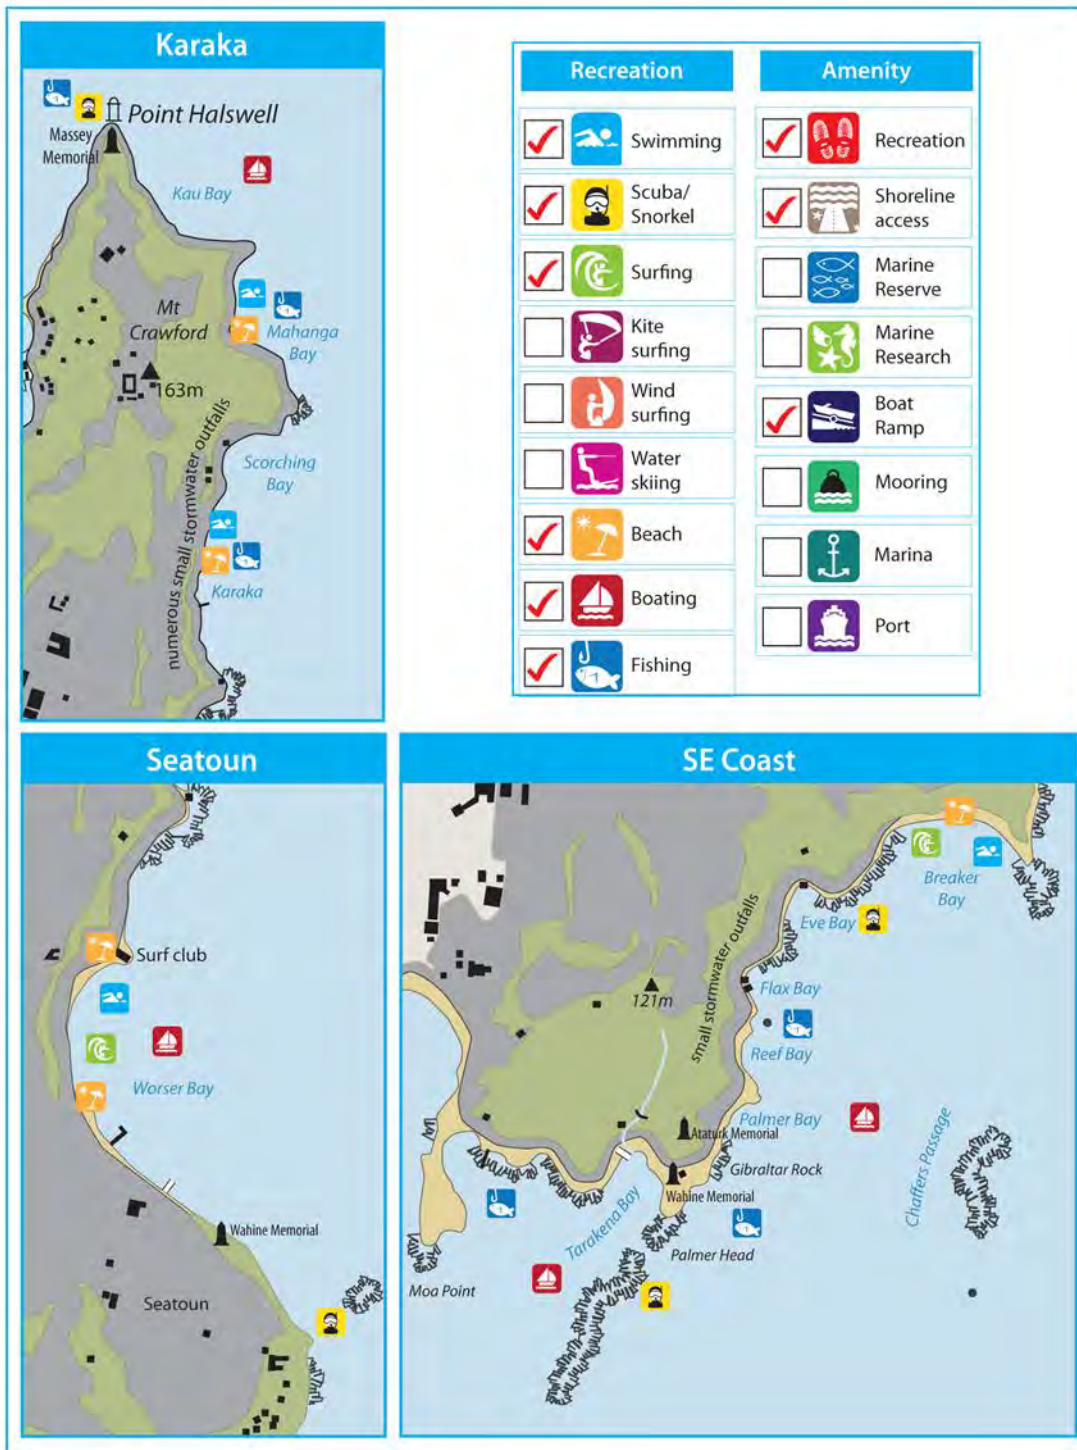 Karaka
Point Halswell
Massey
Memorial
Kau Bay
Mt
Crawford
Mahanga
Bay
163m
numerous small stormwater outfalls
Scorching
Bay
Karaka
Recreation
Swimming
Scuba/
Snorkel
Surfing
Kite
surfing
Wind
surfing
Water
skiing
Beach
Boating
Fishing
Amenity
Recreation
Shoreline
access
Marine
Reserve
Marine
Research
Boat
Ramp
Mooring
Marina
Port
Seatoun
Surf club
Worser Bay
Wahine Memorial
Seatoun
SE Coast
Breaker
Bay
Eve Bay
small stormwater outfalls
121m
Flax Bay
Reef Bay
Palmer Bay
Ataturk Memorial
Gibraltar Rock
Wahine Memorial
Chaffers Passage
Tarakena Bay
Palmer Head
Moa Point